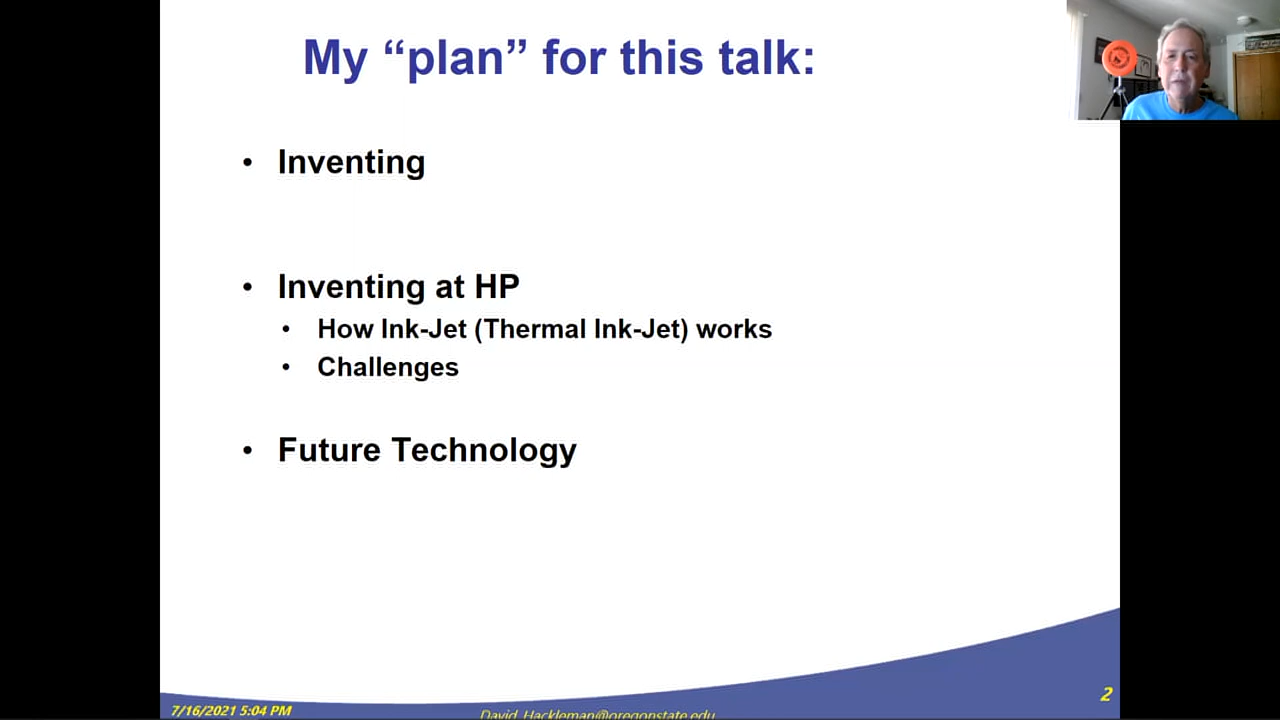 My “plan” for this talk:
• Inventing
• Inventing at HP
• How Ink-Jet (Thermal Ink-Jet) works
• Challenges
• Future Technology
7/16/2021 5:04 PM
David_Hackleman@oregonstate.edu
2